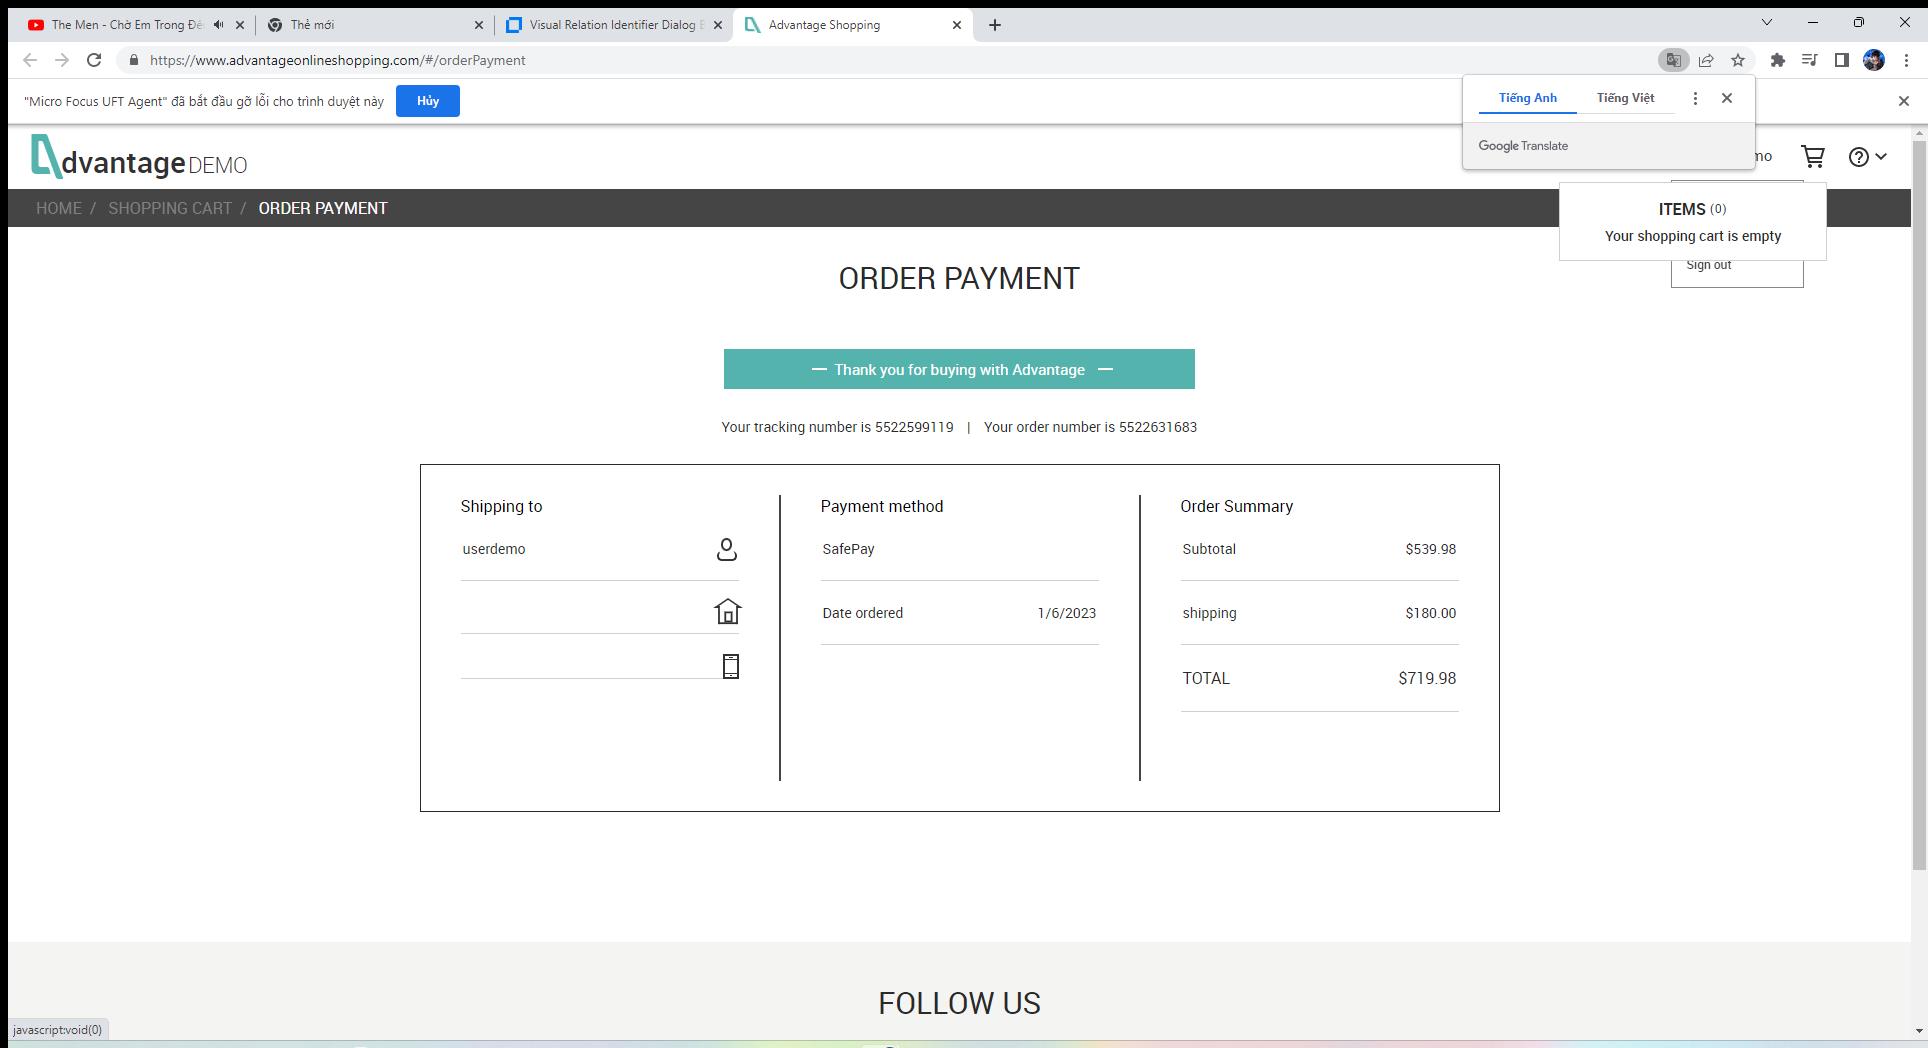 The Men - Chờ Em Trong Đê
Thẻ mới
Visual Relation Identifier Dialog
Advantage Shopping
https://www.advantageonlineshopping.com/#/orderPayment
"Micro Focus UFT Agent" đã bắt đầu gỡ lỗi cho trình duyệt này
Hủy
Tiếng Anh
Tiếng Việt
Google Translate
dvantage DEMO
mo
HOME / SHOPPING CART / ORDER PAYMENT
ITEMS (0)
Your shopping cart is empty
Sign out
ORDER PAYMENT
— Thank you for buying with Advantage —
Your tracking number is 5522599119 | Your order number is 5522631683
Shipping to
userdemo
Payment method
SafePay
Date ordered 1/6/2023
Order Summary
Subtotal $539.98
shipping $180.00
TOTAL $719.98
FOLLOW US
javascript:void(0)